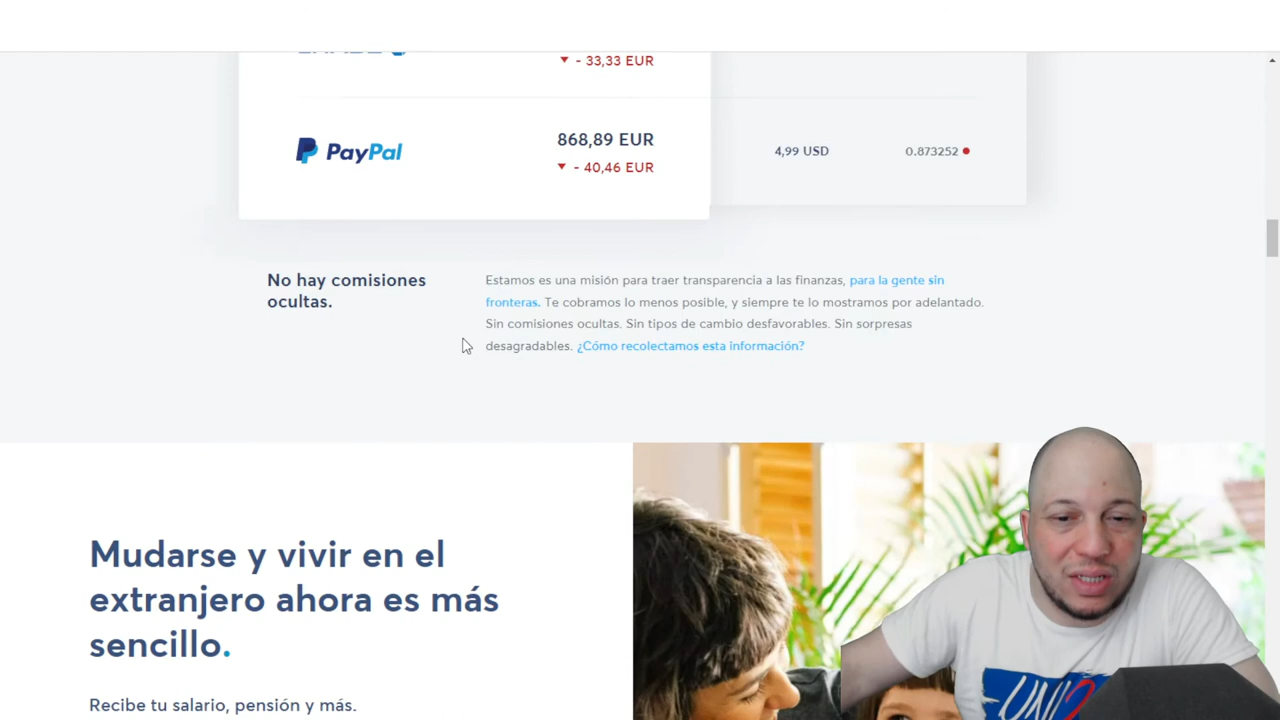 - 33,33 EUR
PayPal
868,89 EUR
- 40,46 EUR
4,99 USD
0.873252
No hay comisiones
ocultas.
Estamos es una misión para traer transparencia a las finanzas, para la gente sin
fronteras. Te cobramos lo menos posible, y siempre te lo mostramos por adelantado.
Sin comisiones ocultas. Sin tipos de cambio desfavorables. Sin sorpresas
desagradables. ¿Cómo recolectamos esta información?
Mudarse y vivir en el
extranjero ahora es más
sencillo.
Recibe tu salario, pensión y más.